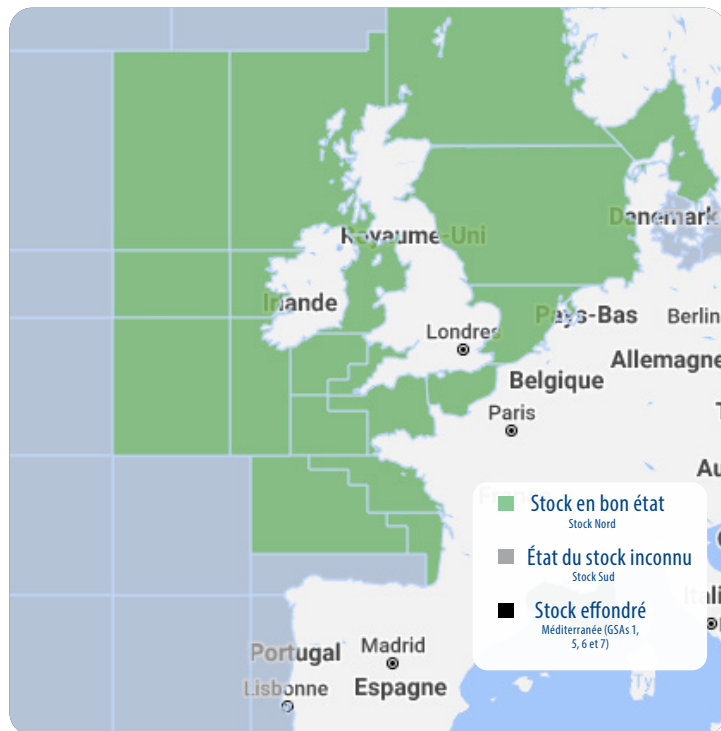 Royaume-Uni
Danemark
Irlande
Pays-Bas
Berlin
Londres
Allemagne
Belgique
Paris
Stock en bon état
Stock Nord
État du stock inconnu
Stock Sud
Stock effondré
Méditerranée (GSAs 1,
5, 6 et 7)
Portugal
Madrid
Lisbonne
Espagne
Ty